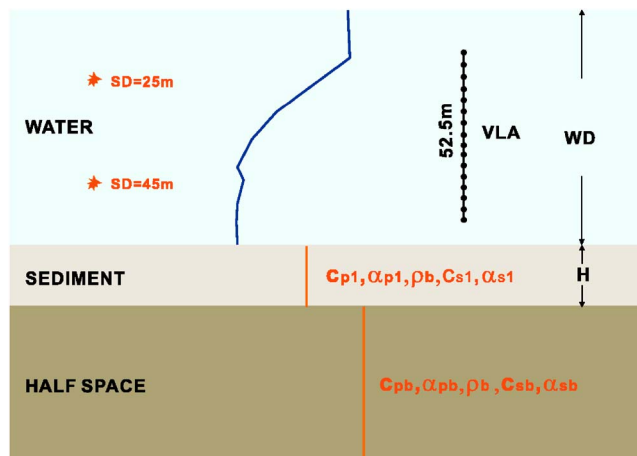 SD=25m
WATER
52.5m
VLA
WD
SD=45m
SEDIMENT
Cp1,αp1,ρb,Cs1,αs1
H
HALF SPACE
Cpb,αpb,ρb,Csb,αsb